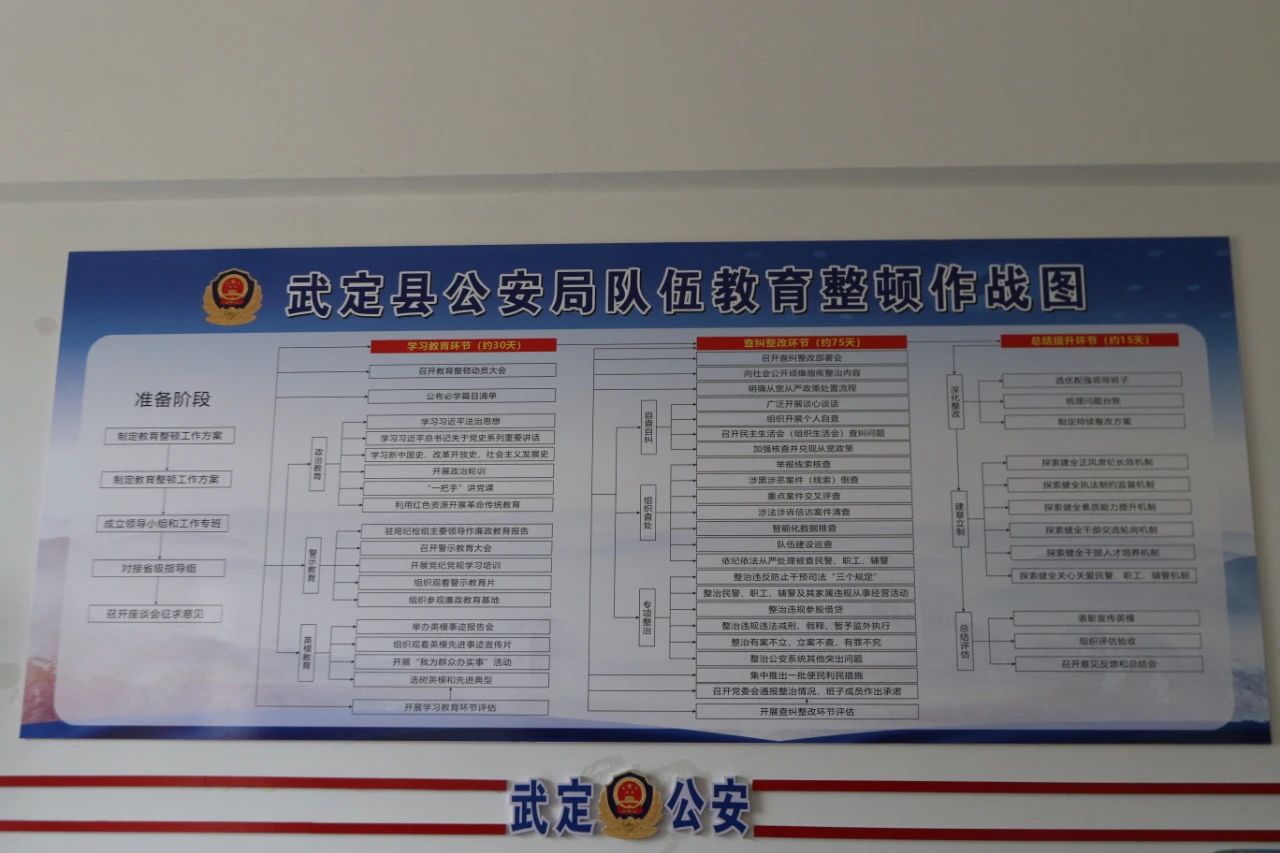 武定县公安局队伍教育整顿作战图
准备阶段
制定教育整顿工作方案
制定教育整顿工作方案
成立领导小组和工作专班
对接省级指导组
召开座谈会征求意见
学习教育环节（约30天）
召开教育整顿动员大会
公布必学篇目清单
政治教育
学习习近平法治思想
学习习近平总书记关于党史系列重要讲话
学习新中国史、改革开放史、社会主义发展史
开展政治轮训
“一把手”讲党课
利用红色资源开展革命传统教育
警示教育
驻局纪检组主要领导作廉政教育报告
召开警示教育大会
开展党纪党规学习培训
组织观看警示教育片
组织参观廉政教育基地
英模教育
举办英模事迹报告会
组织观看英模先进事迹宣传片
开展“我为群众办实事”活动
选树英模和先进典型
开展学习教育环节评估
查纠整改环节（约75天）
召开查纠整改部署会
向社会公开顽瘴痼疾整治内容
明确从宽从严政策处置流程
自查自纠
广泛开展谈心谈话
组织开展个人自查
召开民主生活会（组织生活会）查纠问题
加强核查并兑现从宽政策
组织查处
举报线索核查
涉黑涉恶案件（线索）倒查
重点案件交叉评查
涉法涉诉信访案件清查
智能化数据排查
队伍建设巡查
依纪依法从严处理被查民警、职工、辅警
专项整治
整治违反防止干预司法“三个规定”
整治民警、职工、辅警及其家属违规从事经营活动
整治违规参股借贷
整治违规违法减刑、假释、暂予监外执行
整治有案不立、立案不查、有罪不究
整治公安系统其他突出问题
集中推出一批便民利民措施
召开党委会通报整治情况、班子成员作出承诺
开展查纠整改环节评估
总结提升环节（约15天）
深化整改
选优配强领导班子
梳理问题台账
制定持续整改方案
建章立制
探索健全正风肃纪长效机制
探索健全执法制约监督机制
探索健全素质能力提升机制
探索健全干部交流轮岗机制
探索健全干部人才培养机制
探索健全关心关爱民警、职工、辅警机制
总结评估
表彰宣传英模
组织评估验收
召开意见反馈和总结会
武定公安